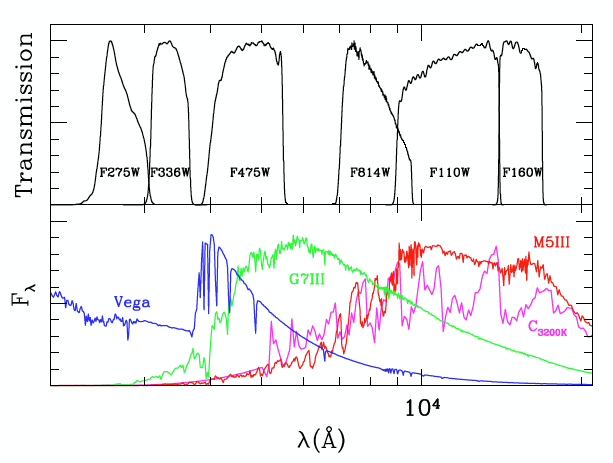 Transmission
F275W F336W F475W F814W F110W F160W
F_λ
Vega
G7III
M5III
C_3200K
10^4
λ(Å)